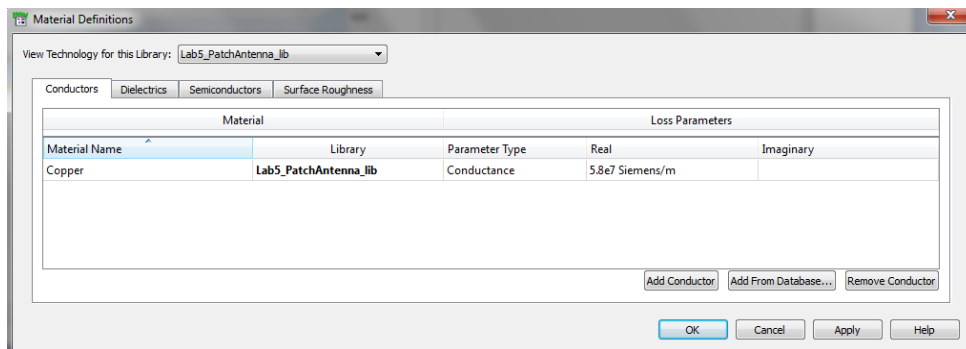 Material Definitions
View Technology for this Library: Lab5_PatchAntenna_lib
Conductors Dielectrics Semiconductors Surface Roughness
Material Loss Parameters
Material Name Library Parameter Type Real Imaginary
Copper Lab5_PatchAntenna_lib Conductance 5.8e7 Siemens/m
Add Conductor Add From Database... Remove Conductor
OK Cancel Apply Help